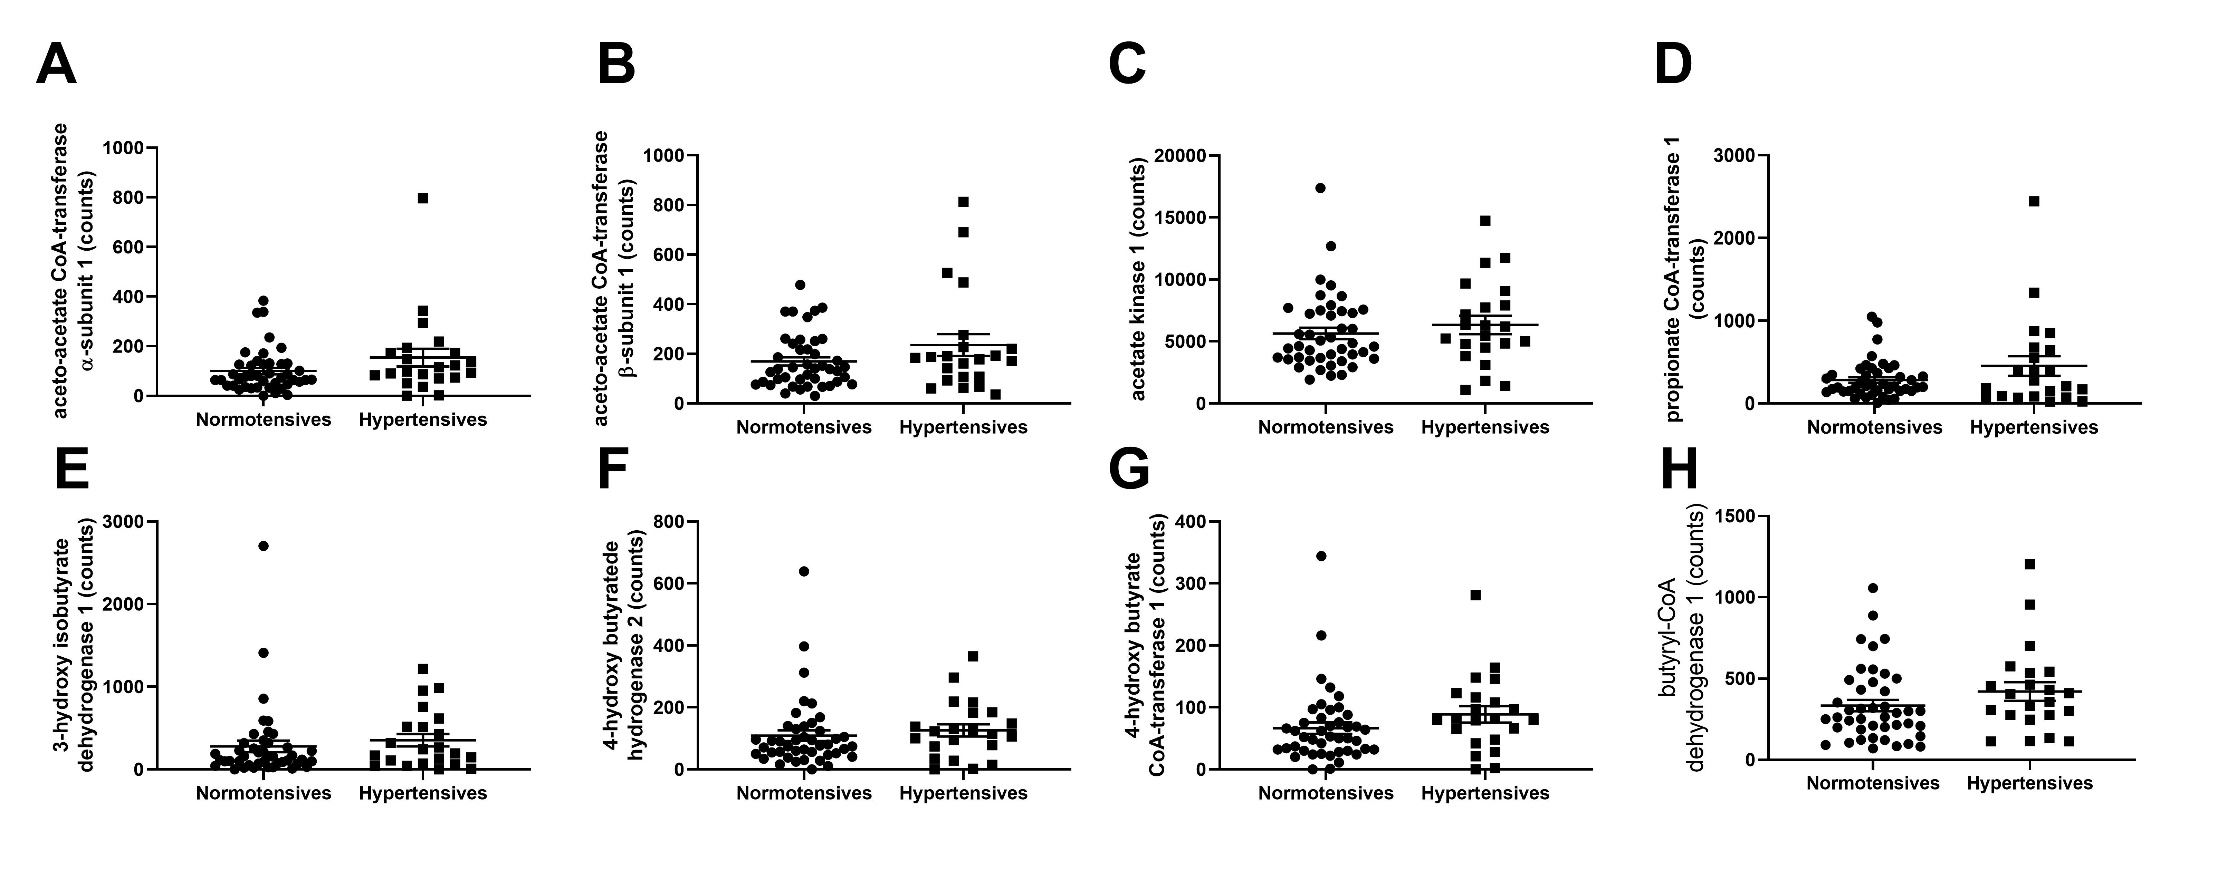 A
aceto-acetate CoA-transferase
α-subunit 1 (counts)
1000
800
600
400
200
0
Normotensives
Hypertensives
B
aceto-acetate CoA-transferase
β-subunit 1 (counts)
1000
800
600
400
200
0
Normotensives
Hypertensives
C
acetate kinase 1 (counts)
20000
15000
10000
5000
0
Normotensives
Hypertensives
D
propionate CoA-transferase 1
(counts)
3000
2000
1000
0
Normotensives
Hypertensives
E
3-hydroxy isobutyrate
dehydrogenase 1 (counts)
3000
2000
1000
0
Normotensives
Hypertensives
F
4-hydroxy butyratede
hydrogenase 2 (counts)
800
600
400
200
0
Normotensives
Hypertensives
G
4-hydroxy butyrate
CoA-transferase 1 (counts)
400
300
200
100
0
Normotensives
Hypertensives
H
butyryl-CoA
dehydrogenase 1 (counts)
1500
1000
500
0
Normotensives
Hypertensives